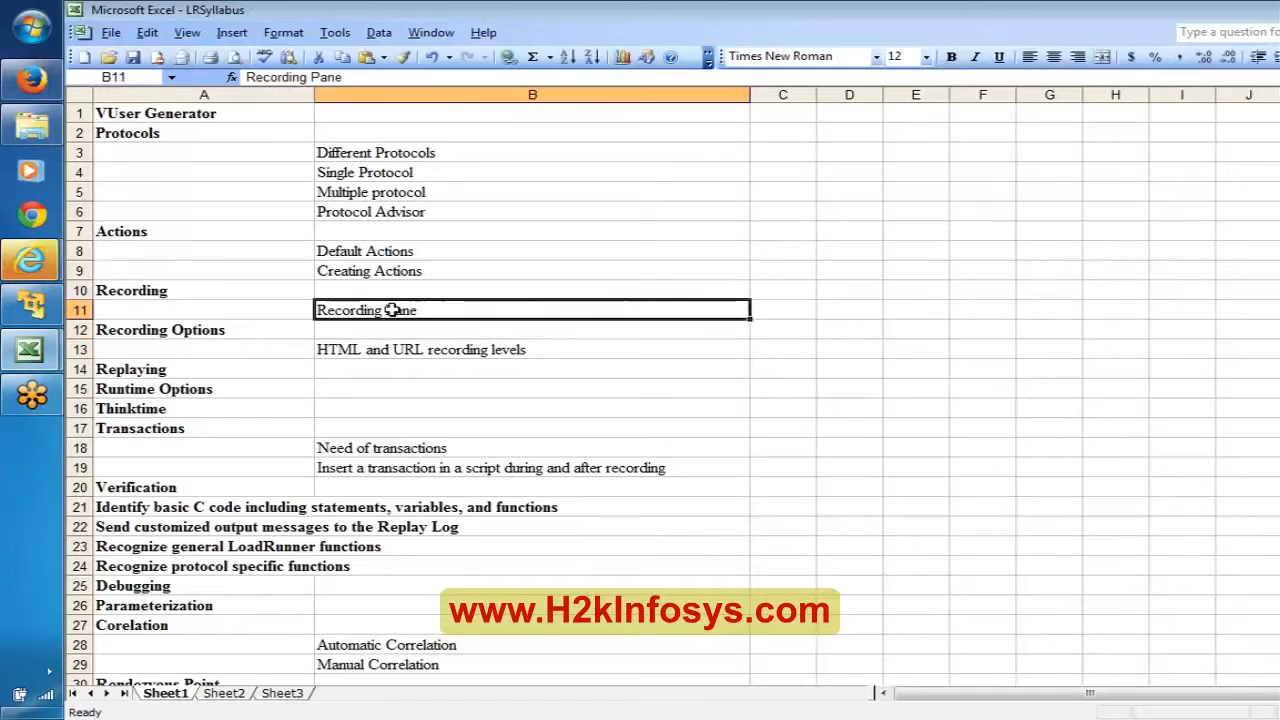 Microsoft Excel - LRSyllabus
File Edit View Insert Format Tools Data Window Help
Type a question fo
Times New Roman 12 B I U $ %
B11 fx Recording Pane
A B C D E F G H I J
1 VUser Generator
2 Protocols
3 Different Protocols
4 Single Protocol
5 Multiple protocol
6 Protocol Advisor
7 Actions
8 Default Actions
9 Creating Actions
10 Recording
11 Recording Pane
12 Recording Options
13 HTML and URL recording levels
14 Replaying
15 Runtime Options
16 Thinktime
17 Transactions
18 Need of transactions
19 Insert a transaction in a script during and after recording
20 Verification
21 Identify basic C code including statements, variables, and functions
22 Send customized output messages to the Replay Log
23 Recognize general LoadRunner functions
24 Recognize protocol specific functions
25 Debugging
26 Parameterization
27 Corelation
28 Automatic Correlation
29 Manual Correlation
30 Rendezvous Point
www.H2kInfosys.com
Sheet1 Sheet2 Sheet3
Ready